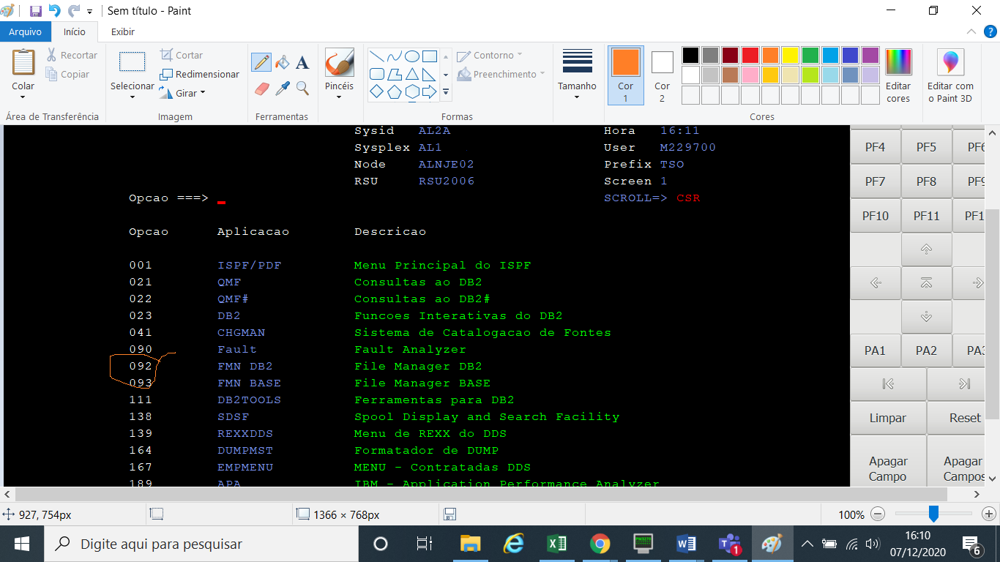 Sem título - Paint
Arquivo Início Exibir
Colar
Recortar
Copiar
Área de Transferência
Selecionar
Cortar
Redimensionar
Girar
Imagem
A
Ferramentas
Pincéis
Contorno
Preenchimento
Formas
Tamanho
Cor 1
Cor 2
Editar cores
Cores
Editar com o Paint 3D
Sysid AL2A Hora 16:11
Sysplex AL1 User M229700
Node ALNJE02 Prefix TSO
RSU RSU2006 Screen 1
Opcao ===> SCROLL=> CSR
Opcao Aplicacao Descricao
001 ISPF/PDF Menu Principal do ISPF
021 QMF Consultas ao DB2
022 QMF# Consultas ao DB2#
023 DB2 Funcoes Interativas do DB2
041 CHGMAN Sistema de Catalogacao de Fontes
090 Fault Fault Analyzer
092 FMN DB2 File Manager DB2
093 FMN BASE File Manager BASE
111 DB2TOOLS Ferramentas para DB2
138 SDSF Spool Display and Search Facility
139 REXXDDS Menu de REXX do DDS
164 DUMPMST Formatador de DUMP
167 EMPMENU MENU - Contratadas DDS
189 APA IBM - Application Performance Analyzer
PF4 PF5 PF6
PF7 PF8 PF9
PF10 PF11 PF1
PA1 PA2 PA3
Limpar Reset
Apagar Campo
Apagar Campos
927, 754px 1366 × 768px 100%
Digite aqui para pesquisar
1
16:10
07/12/2020
6